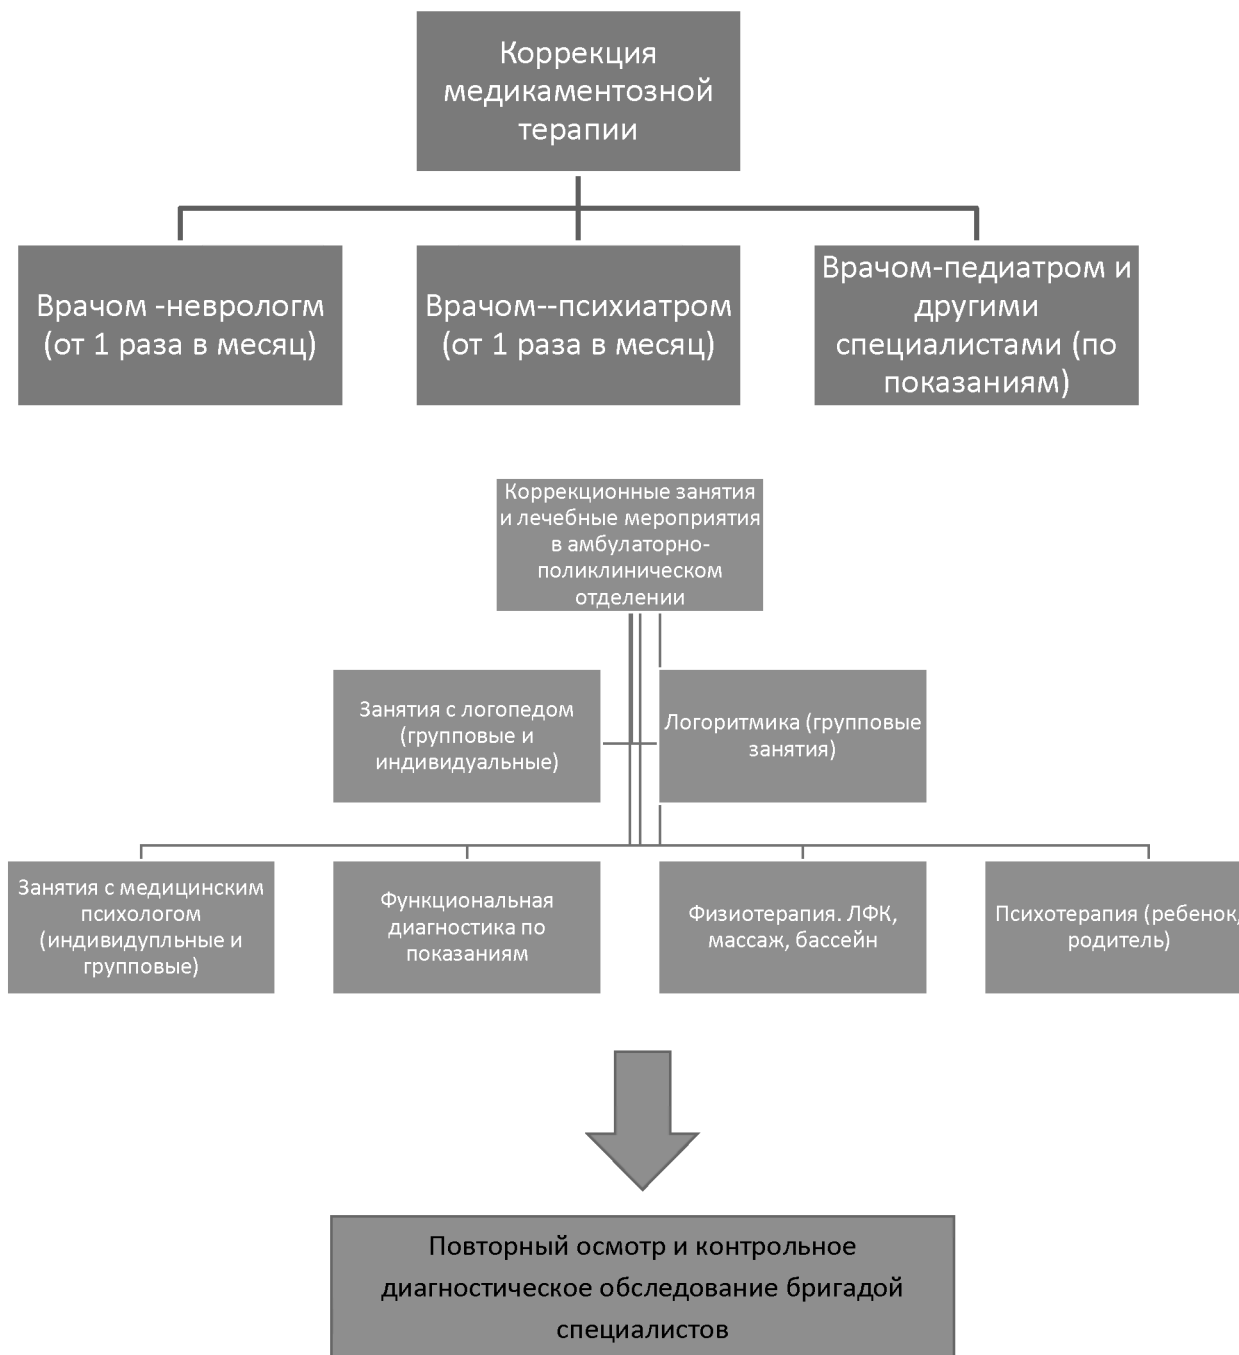 Коррекция
медикаментозной
терапии
Врачом -неврологм
(от 1 раза в месяц)
Врачом--психиатром
(от 1 раза в месяц)
Врачом-педиатром и
другими
специалистами (по
показаниям)
Коррекционные занятия
и лечебные мероприятия
в амбулаторно-
поликлиническом
отделении
Занятия с логопедом
(групповые и
индивидуальные)
Логоритмика (групповые
занятия)
Занятия с медицинским
психологом
(индивидупльные и
групповые)
Функциональная
диагностика по
показаниям
Физиотерапия. ЛФК,
массаж, бассейн
Психотерапия (ребенок,
родитель)
Повторный осмотр и контрольное
диагностическое обследование бригадой
специалистов